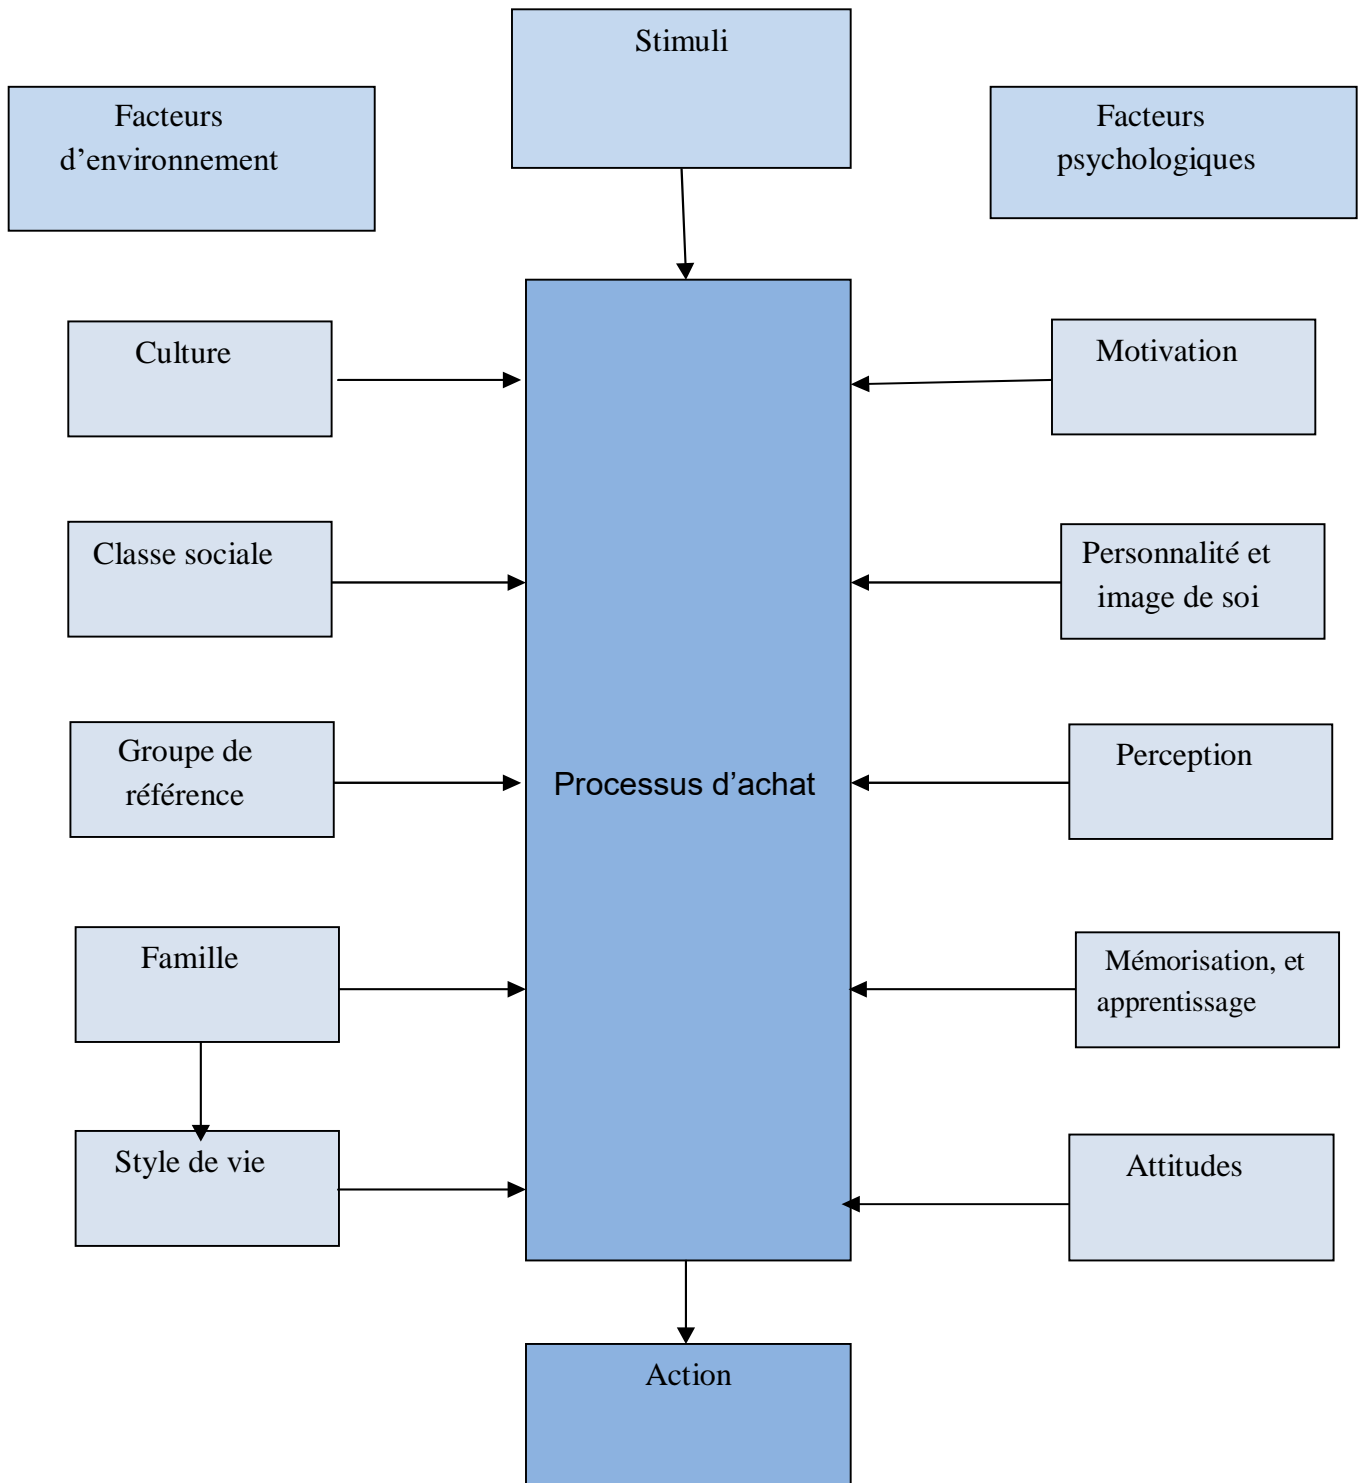 Stimuli
Facteurs
d’environnement
Facteurs
psychologiques
Culture
Motivation
Classe sociale
Personnalité et
image de soi
Groupe de
référence
Processus d’achat
Perception
Famille
Mémorisation, et
apprentissage
Style de vie
Attitudes
Action